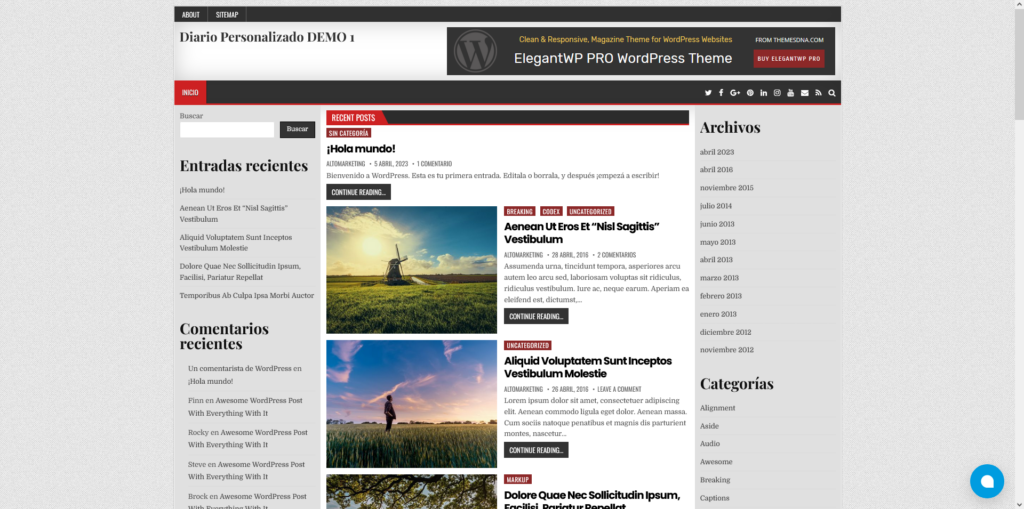 ABOUT
SITEMAP
Diario Personalizado DEMO 1
Clean & Responsive, Magazine Theme for WordPress Websites
ElegantWP PRO WordPress Theme
FROM THEMESDNA.COM
BUY ELEGANTWP PRO
INICIO
Buscar
Buscar
Entradas recientes
¡Hola mundo!
Aenean Ut Eros Et “Nisl Sagittis”
Vestibulum
Aliquid Voluptatem Sunt Inceptos
Vestibulum Molestie
Dolore Quae Nec Sollicitudin Ipsum,
Facilisi, Pariatur Repellat
Temporibus Ab Culpa Ipsa Morbi Auctor
Comentarios
recientes
Un comentarista de WordPress en
¡Hola mundo!
Finn en Awesome WordPress Post
With Everything With It
Rocky en Awesome WordPress Post
With Everything With It
Steve en Awesome WordPress Post
With Everything With It
Brock en Awesome WordPress Post
With Everything With It
RECENT POSTS
SIN CATEGORÍA
¡Hola mundo!
ALTOMARKETING • 5 ABRIL, 2023 • 1 COMENTARIO
Bienvenido a WordPress. Esta es tu primera entrada. Editala o borrala, y después ¡empezá a escribir!
CONTINUE READING...
BREAKING CODEX UNCATEGORIZED
Aenean Ut Eros Et “Nisl Sagittis”
Vestibulum
ALTOMARKETING • 28 ABRIL, 2016 • 2 COMENTARIOS
Assumenda urna, tincidunt tempora, asperiores arcu
autem leo arcu sed, laboriosam voluptas sit ridiculus,
ridiculus vestibulum. Iure ac, neque earum. Aperiam ea
eleifend est, dictumst,...
CONTINUE READING...
UNCATEGORIZED
Aliquid Voluptatem Sunt Inceptos
Vestibulum Molestie
ALTOMARKETING • 26 ABRIL, 2016 • LEAVE A COMMENT
Lorem ipsum dolor sit amet, consectetuer adipiscing
elit. Aenean commodo ligula eget dolor. Aenean massa.
Cum sociis natoque penatibus et magnis dis parturient
montes, nascetur...
CONTINUE READING...
MARKUP
Dolore Quae Nec Sollicitudin Ipsum,
Facilisi, Pariatur Repellat
Archivos
abril 2023
abril 2016
noviembre 2015
julio 2014
junio 2013
mayo 2013
abril 2013
marzo 2013
febrero 2013
enero 2013
diciembre 2012
noviembre 2012
Categorías
Alignment
Aside
Audio
Awesome
Breaking
Captions